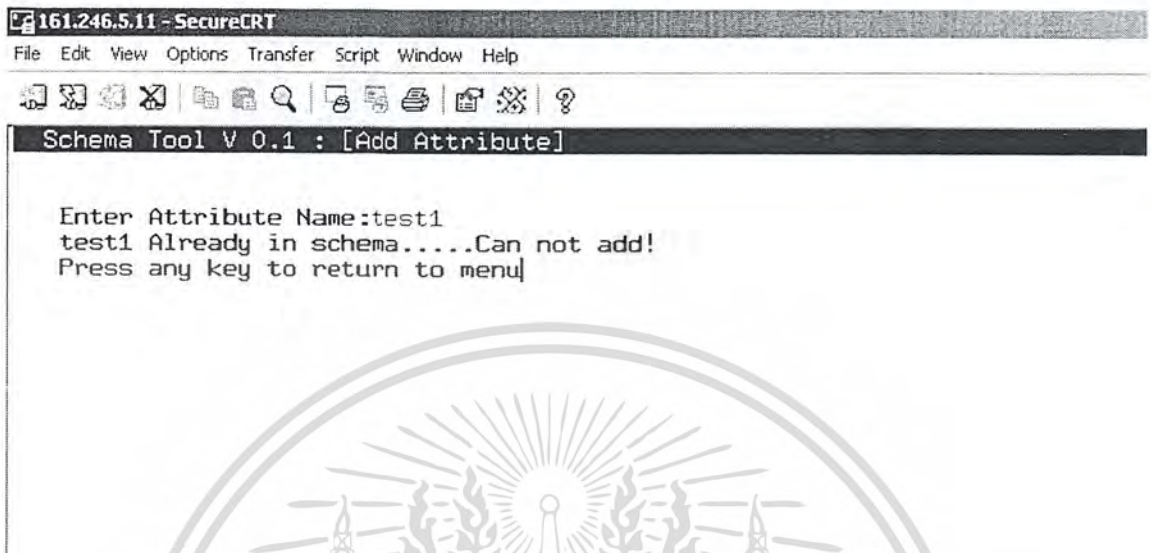 161.246.5.11 - SecureCRT
File Edit View Options Transfer Script Window Help
Schema Tool V 0.1 : [Add Attribute]
Enter Attribute Name:test1
test1 Already in schema.....Can not add!
Press any key to return to menu